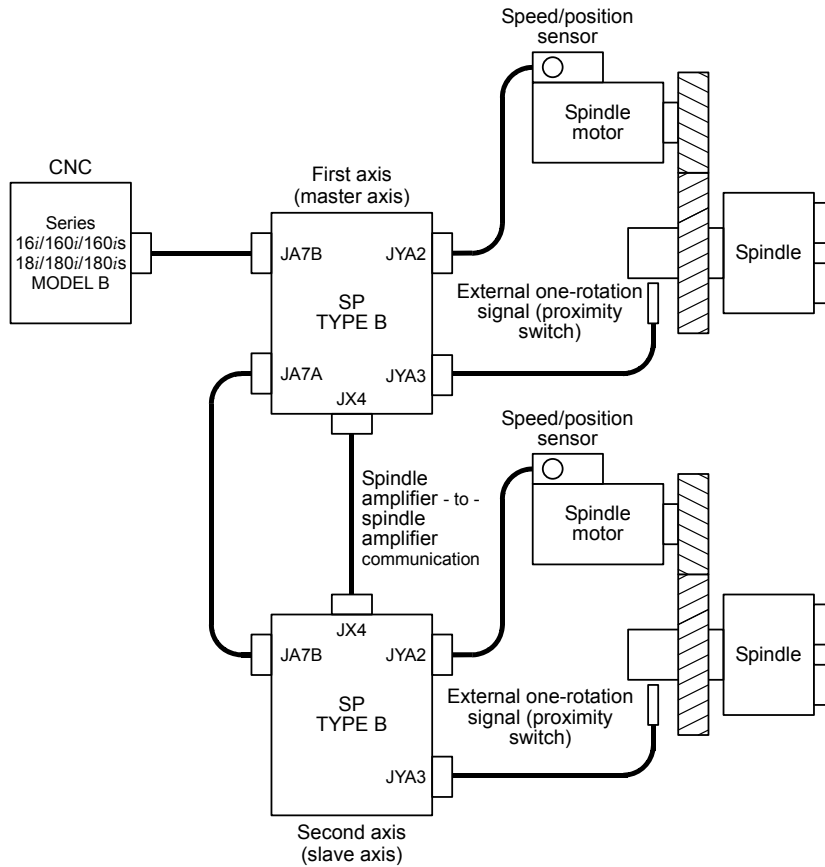 Speed/position
sensor
Spindle
motor
CNC
First axis
(master axis)
Series
16i/160i/160is
18i/180i/180is
MODEL B
JA7B
JYA2
Spindle
SP
TYPE B
External one-rotation
signal (proximity
switch)
JA7A
JYA3
JX4
Speed/position
sensor
Spindle
amplifier - to -
spindle
amplifier
communication
Spindle
motor
JX4
JA7B
JYA2
Spindle
SP
TYPE B
External one-rotation
signal (proximity
switch)
JYA3
Second axis
(slave axis)